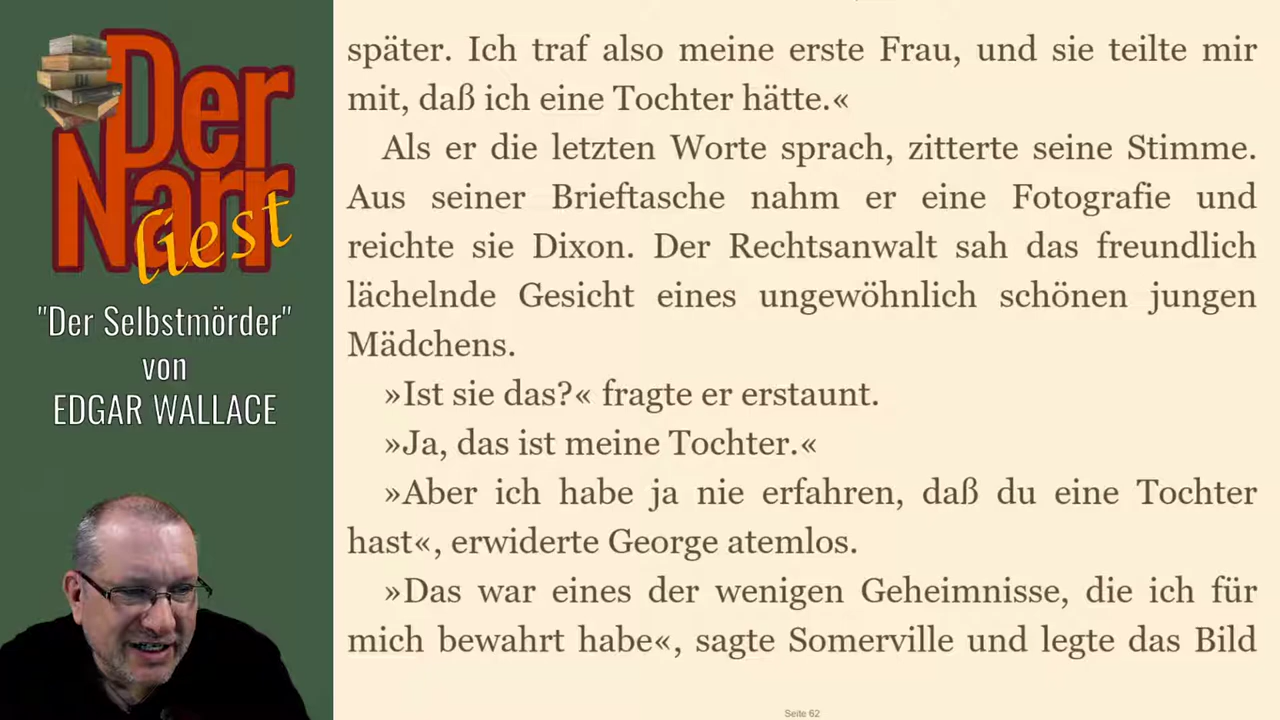 Der
Narr
liest
"Der Selbstmörder"
von
EDGAR WALLACE
später. Ich traf also meine erste Frau, und sie teilte mir
mit, daß ich eine Tochter hätte.«
Als er die letzten Worte sprach, zitterte seine Stimme.
Aus seiner Brieftasche nahm er eine Fotografie und
reichte sie Dixon. Der Rechtsanwalt sah das freundlich
lächelnde Gesicht eines ungewöhnlich schönen jungen
Mädchens.
»Ist sie das?« fragte er erstaunt.
»Ja, das ist meine Tochter.«
»Aber ich habe ja nie erfahren, daß du eine Tochter
hast«, erwiderte George atemlos.
»Das war eines der wenigen Geheimnisse, die ich für
mich bewahrt habe«, sagte Somerville und legte das Bild
Seite 62